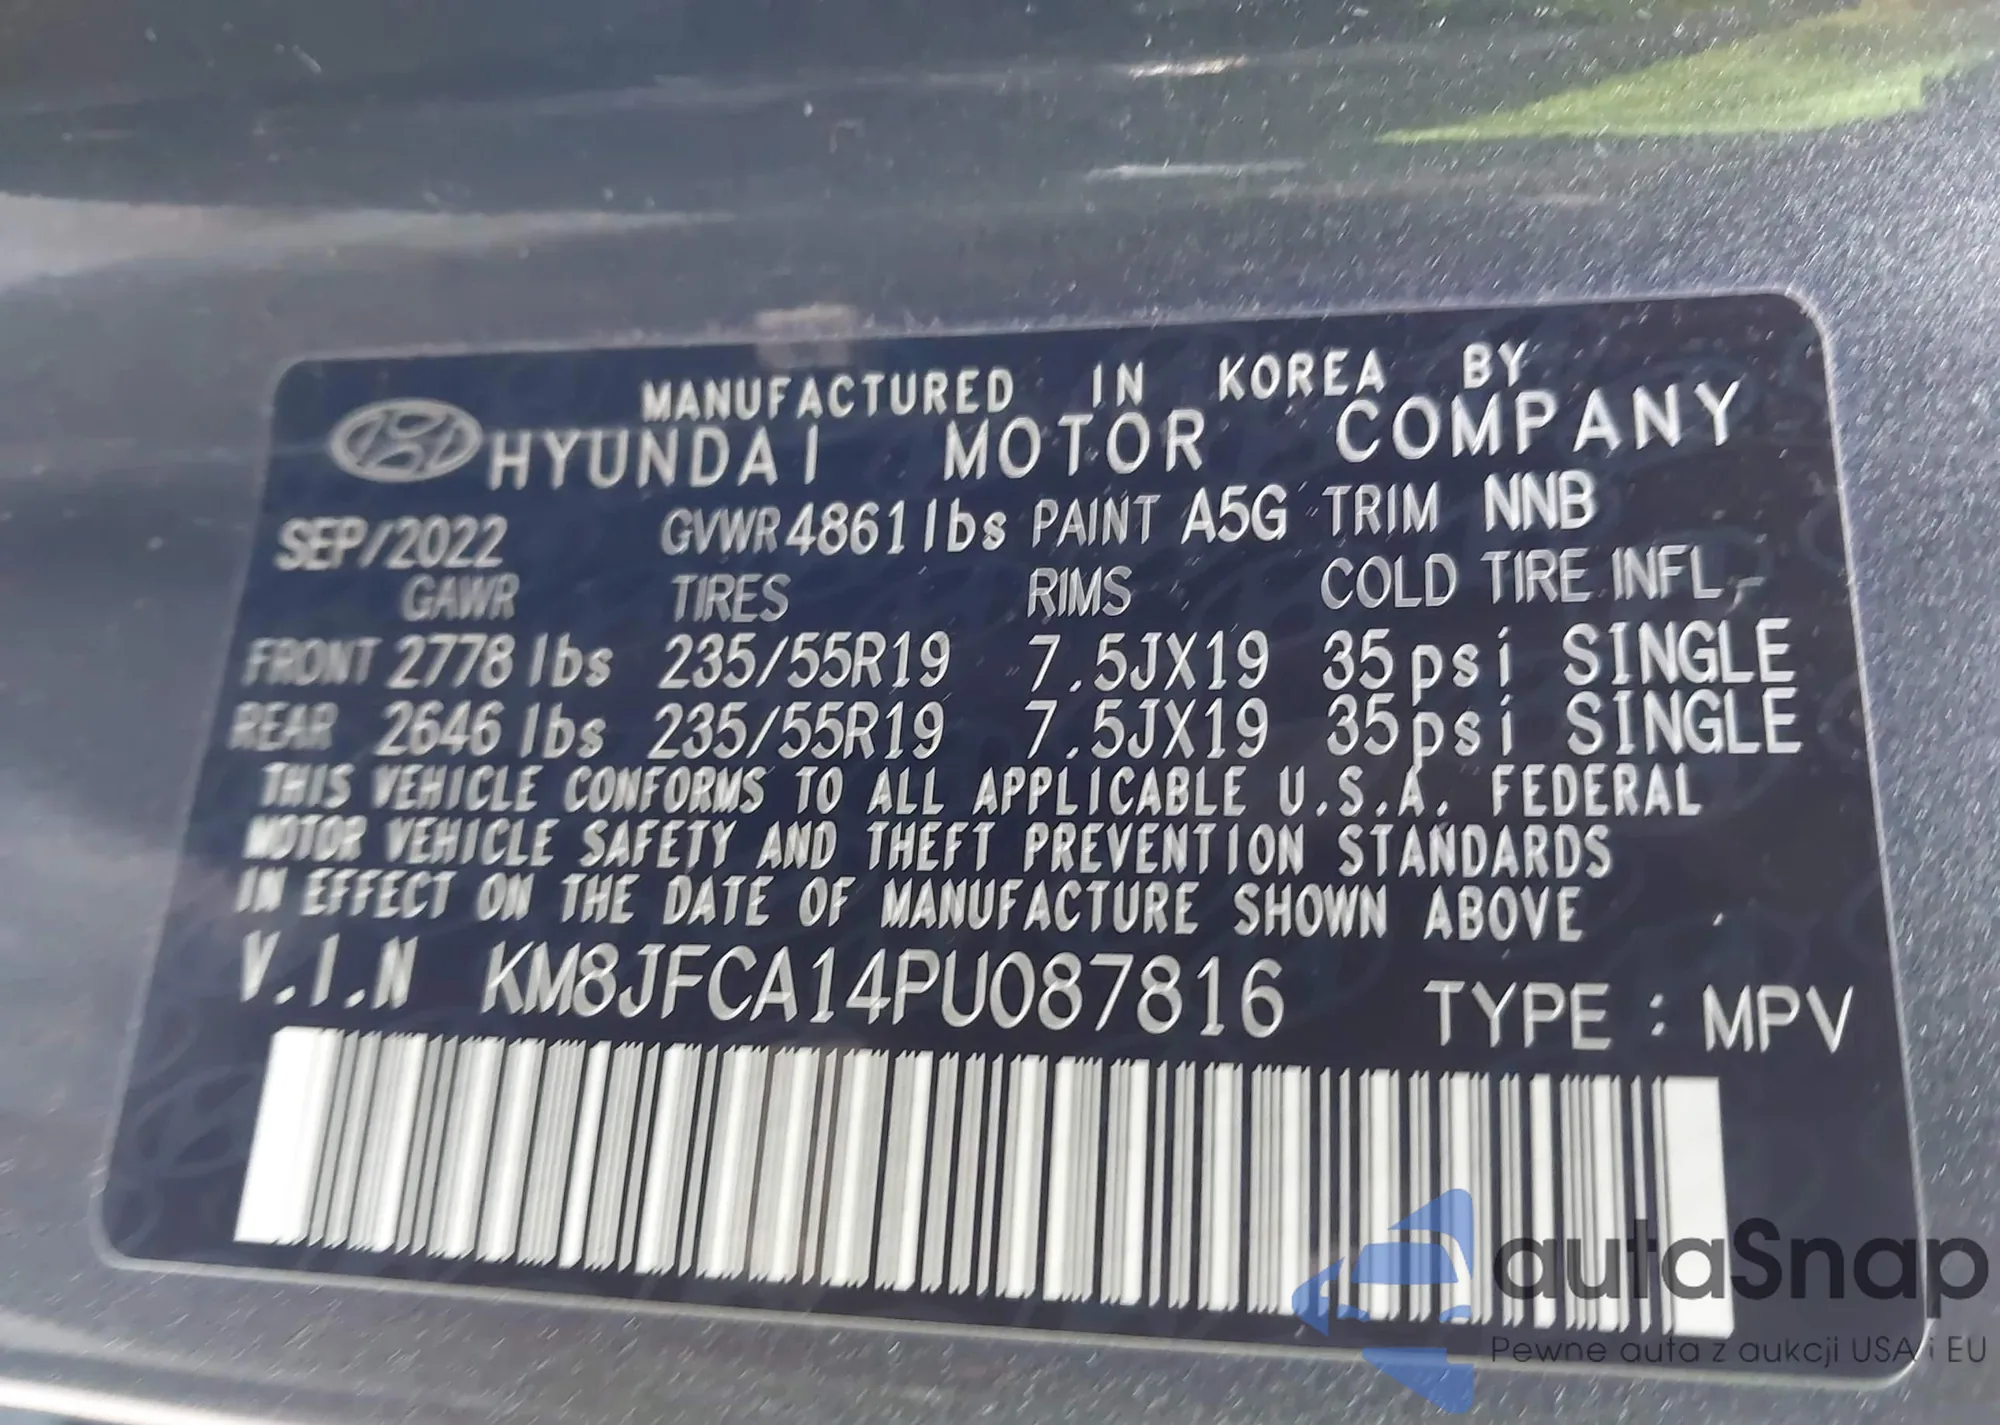 MANUFACTURED IN KOREA BY
HYUNDAI MOTOR COMPANY
SEP/2022 GVWR 4861 lbs PAINT A5G TRIM NNB
GAWR TIRES RIMS COLD TIRE INFL.
FRONT 2778 lbs 235/55R19 7.5JX19 35psi SINGLE
REAR 2646 lbs 235/55R19 7.5JX19 35psi SINGLE
THIS VEHICLE CONFORMS TO ALL APPLICABLE U.S.A. FEDERAL
MOTOR VEHICLE SAFETY AND THEFT PREVENTION STANDARDS
IN EFFECT ON THE DATE OF MANUFACTURE SHOWN ABOVE
V.I.N KM8JFCA14PU087816 TYPE : MPV
autaSnap
Pewne auta z aukcji USA i EU